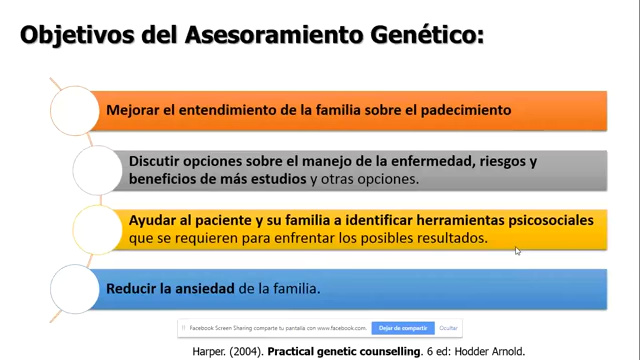 Objetivos del Asesoramiento Genético:
Mejorar el entendimiento de la familia sobre el padecimiento
Discutir opciones sobre el manejo de la enfermedad, riesgos y
beneficios de más estudios y otras opciones.
Ayudar al paciente y su familia a identificar herramientas psicosociales
que se requieren para enfrentar los posibles resultados.
Reducir la ansiedad de la familia.
Facebook Screen Sharing comparte tu pantalla con www.facebook.com. Dejar de compartir Ocultar
Harper. (2004). Practical genetic counselling. 6 ed: Hodder Arnold.